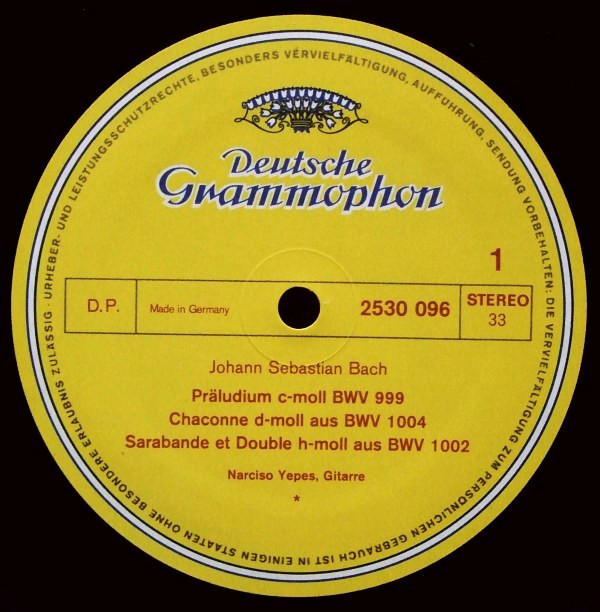 URHEBER- UND LEISTUNGSSCHUTZRECHTE, BESONDERS VERVIELFÄLTIGUNG, AUFFÜHRUNG, SENDUNG VORBEHALTEN: DIE VERVIELFÄLTIGUNG ZUM PERSÖNLICHEN GEBRAUCH IST IN EINIGEN STAATEN OHNE BESONDERE ERLAUBNIS ZULÄSSIG ·
Deutsche
Grammophon
1
D.P.
Made in Germany
2530 096
STEREO
33
Johann Sebastian Bach
Präludium c-moll BWV 999
Chaconne d-moll aus BWV 1004
Sarabande et Double h-moll aus BWV 1002
Narciso Yepes, Gitarre
*